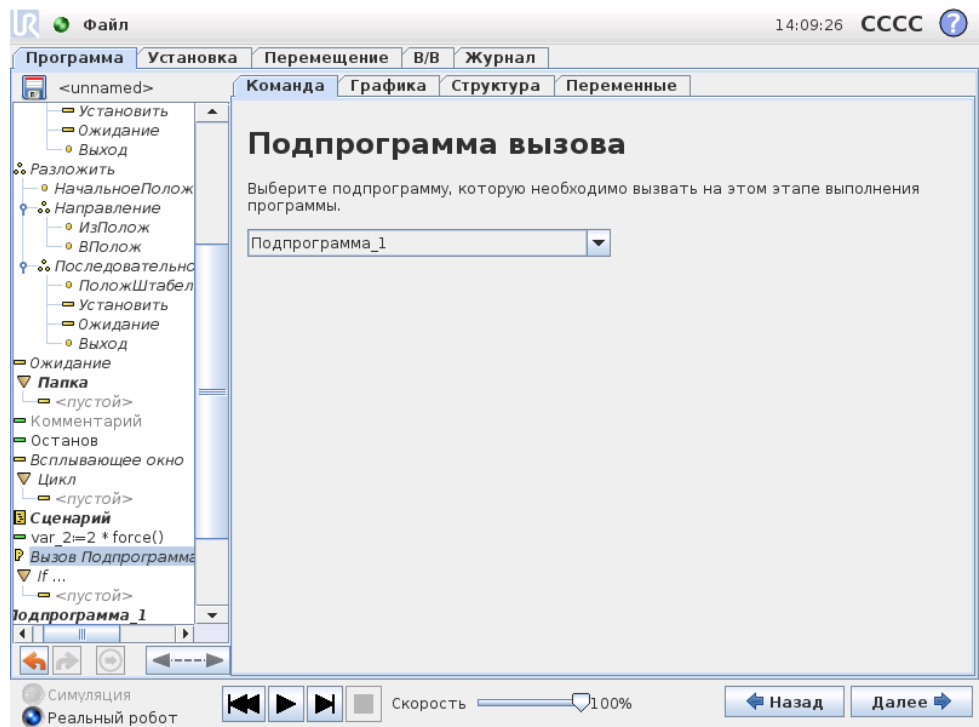 UR Файл 14:09:26 CCCC ?
Программа Установка Перемещение В/В Журнал
<unnamed>
Команда Графика Структура Переменные
Установить
Ожидание
Выход
Разложить
НачальноеПолож
Направление
ИзПолож
ВПолож
Последовательно
ПоложШтабел
Установить
Ожидание
Выход
Ожидание
Папка
<пустой>
Комментарий
Останов
Всплывающее окно
Цикл
<пустой>
Сценарий
var_2:=2 * force()
Вызов Подпрограмма
If ...
<пустой>
Подпрограмма_1
Подпрограмма вызова
Выберите подпрограмму, которую необходимо вызвать на этом этапе выполнения
программы.
Подпрограмма_1
Симуляция
Реальный робот
Скорость 100%
Назад Далее